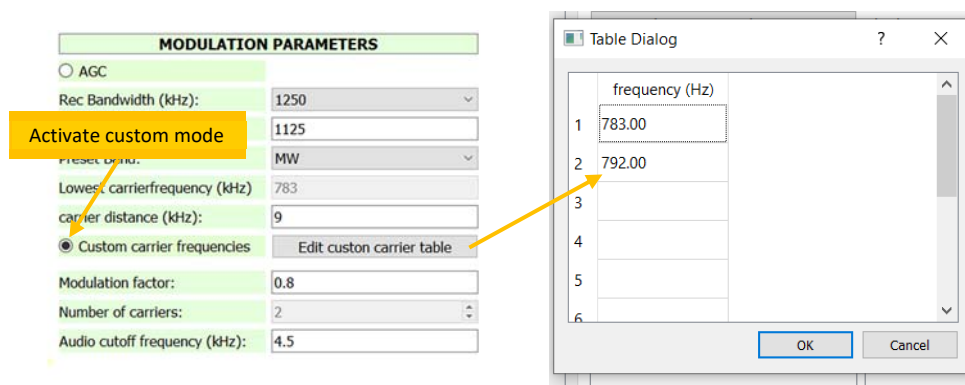 MODULATION PARAMETERS
AGC
Rec Bandwidth (kHz): 1250
Activate custom mode
1125
Preset Band: MW
Lowest carrierfrequency (kHz) 783
carrier distance (kHz): 9
Custom carrier frequencies Edit custon carrier table
Modulation factor: 0.8
Number of carriers: 2
Audio cutoff frequency (kHz): 4.5
Table Dialog ? ×
frequency (Hz)
1 783.00
2 792.00
3
4
5
6
OK Cancel